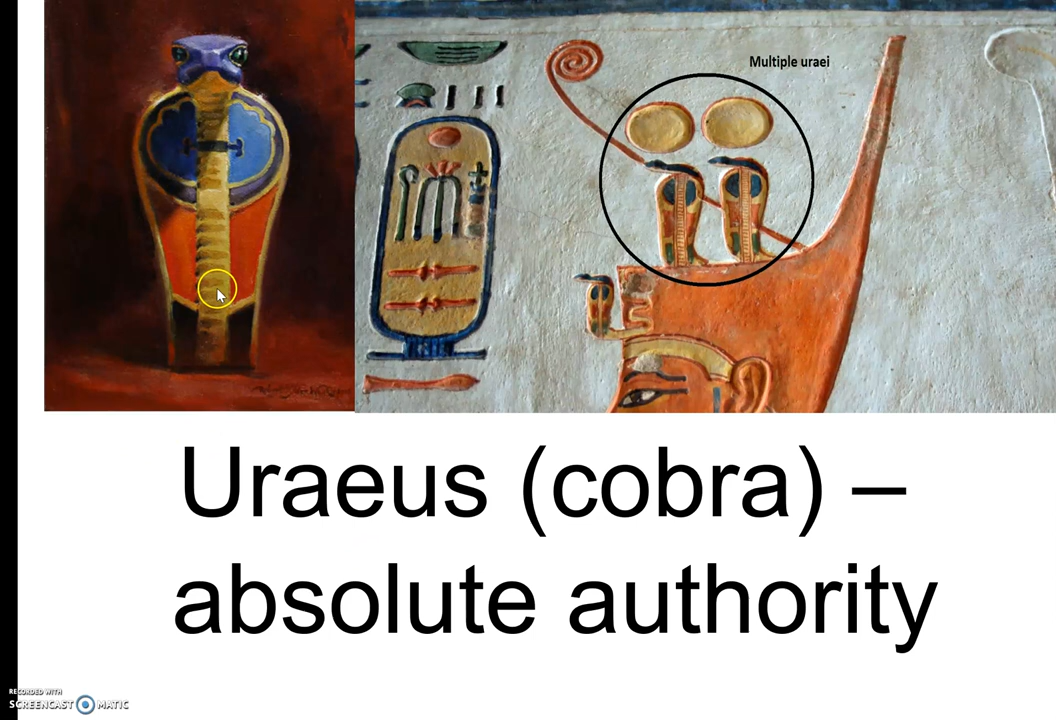 Multiple uraei
Uraeus (cobra) –
absolute authority
RECORDED WITH
SCREENCAST MATIC